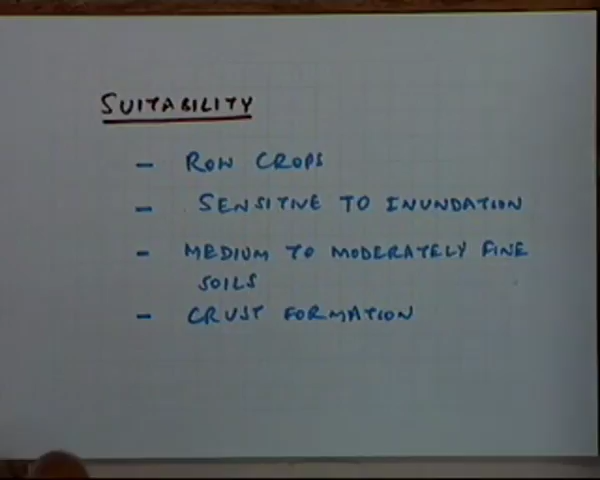 SUITABILITY
- ROW CROPS
- SENSITIVE TO INUNDATION
- MEDIUM TO MODERATELY FINE
SOILS
- CRUST FORMATION